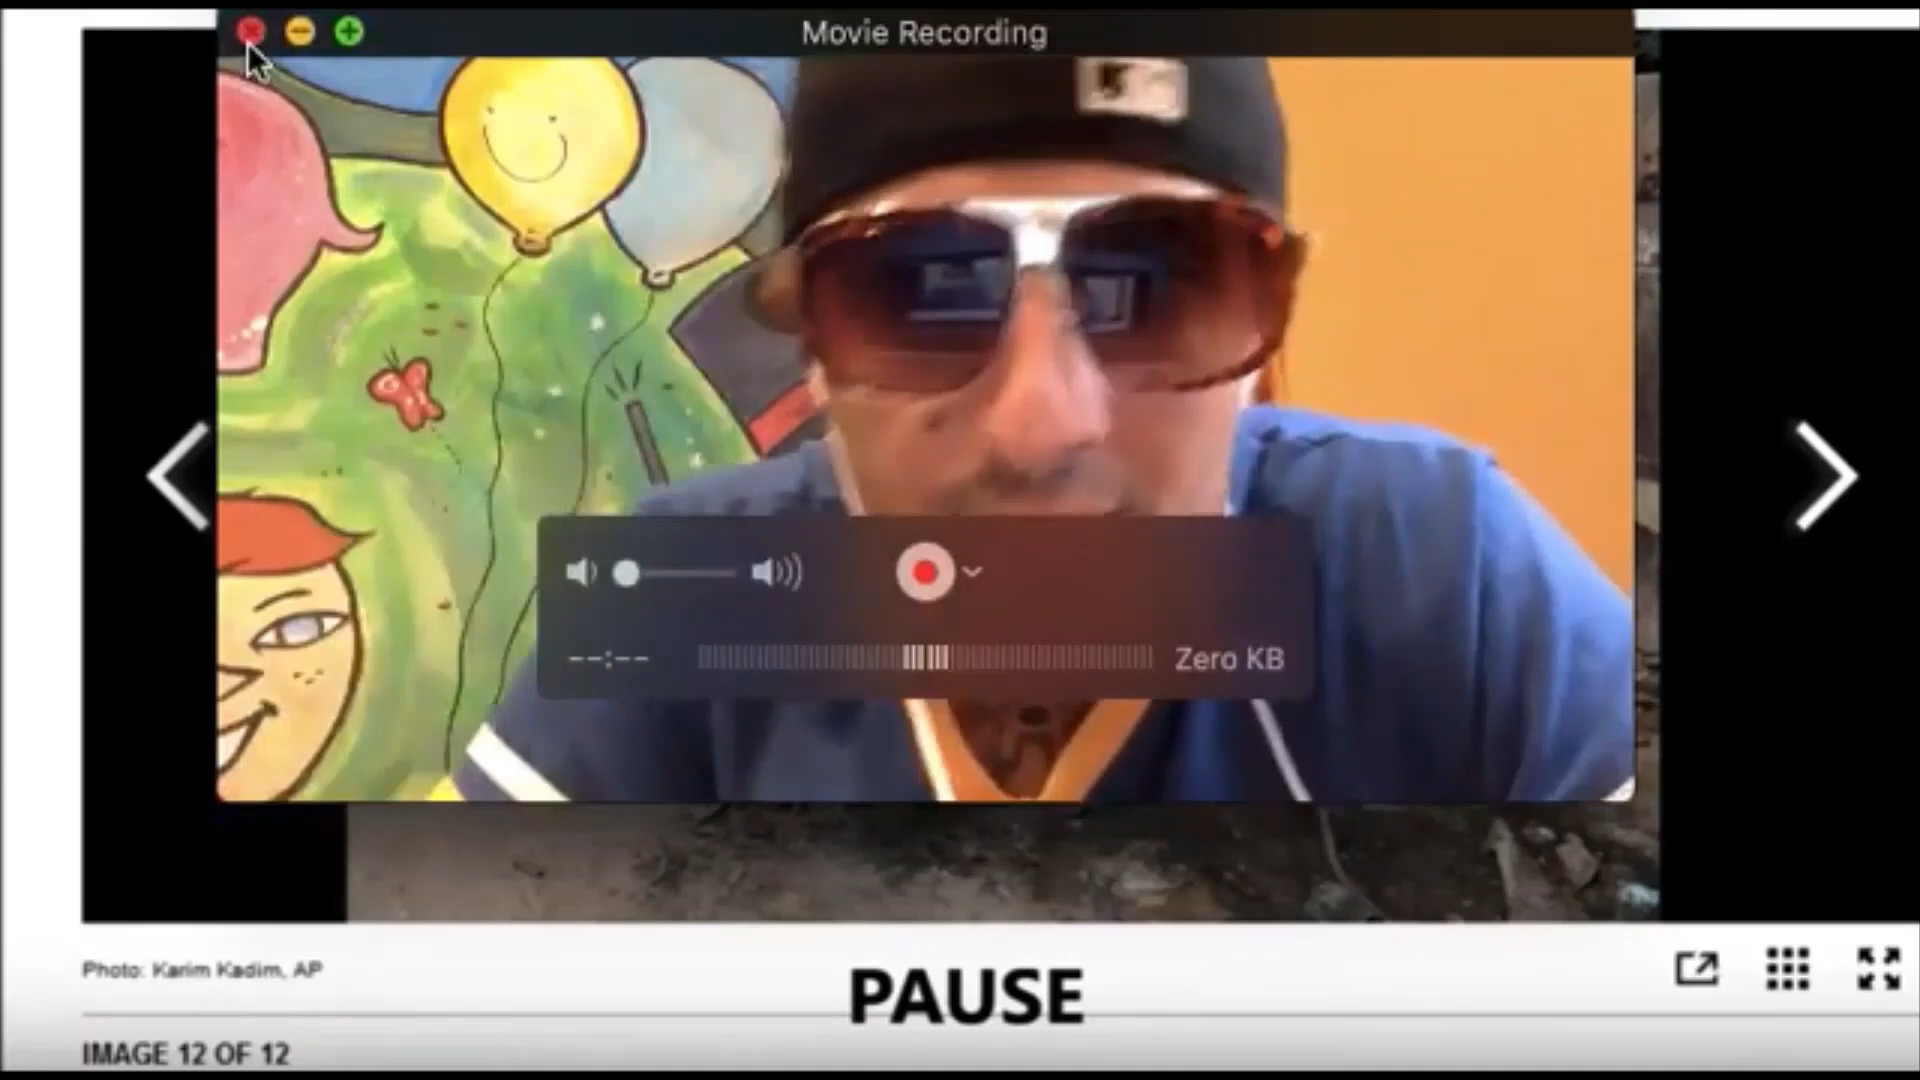 Movie Recording
--:--
Zero KB
Photo: Karim Kadim, AP
PAUSE
IMAGE 12 OF 12